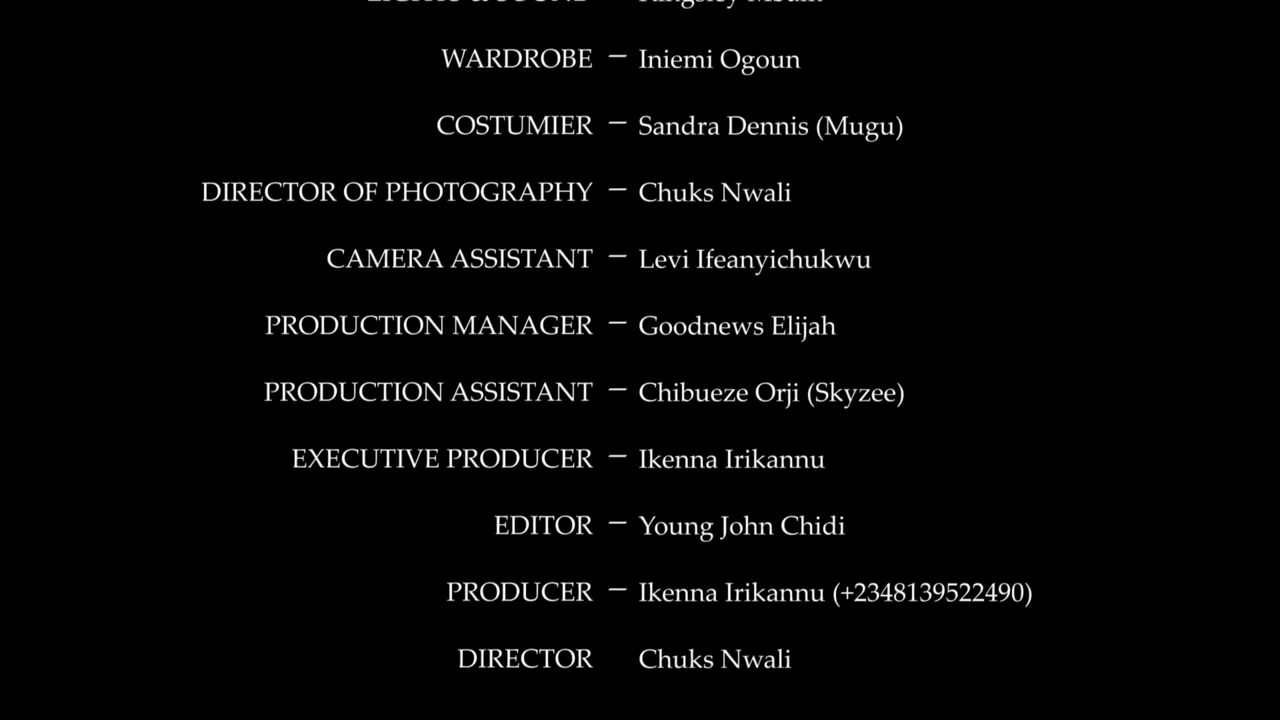 WARDROBE – Iniemi Ogoun
COSTUMIER – Sandra Dennis (Mugu)
DIRECTOR OF PHOTOGRAPHY – Chuks Nwali
CAMERA ASSISTANT – Levi Ifeanyichukwu
PRODUCTION MANAGER – Goodnews Elijah
PRODUCTION ASSISTANT – Chibueze Orji (Skyzee)
EXECUTIVE PRODUCER – Ikenna Irikannu
EDITOR – Young John Chidi
PRODUCER – Ikenna Irikannu (+2348139522490)
DIRECTOR Chuks Nwali